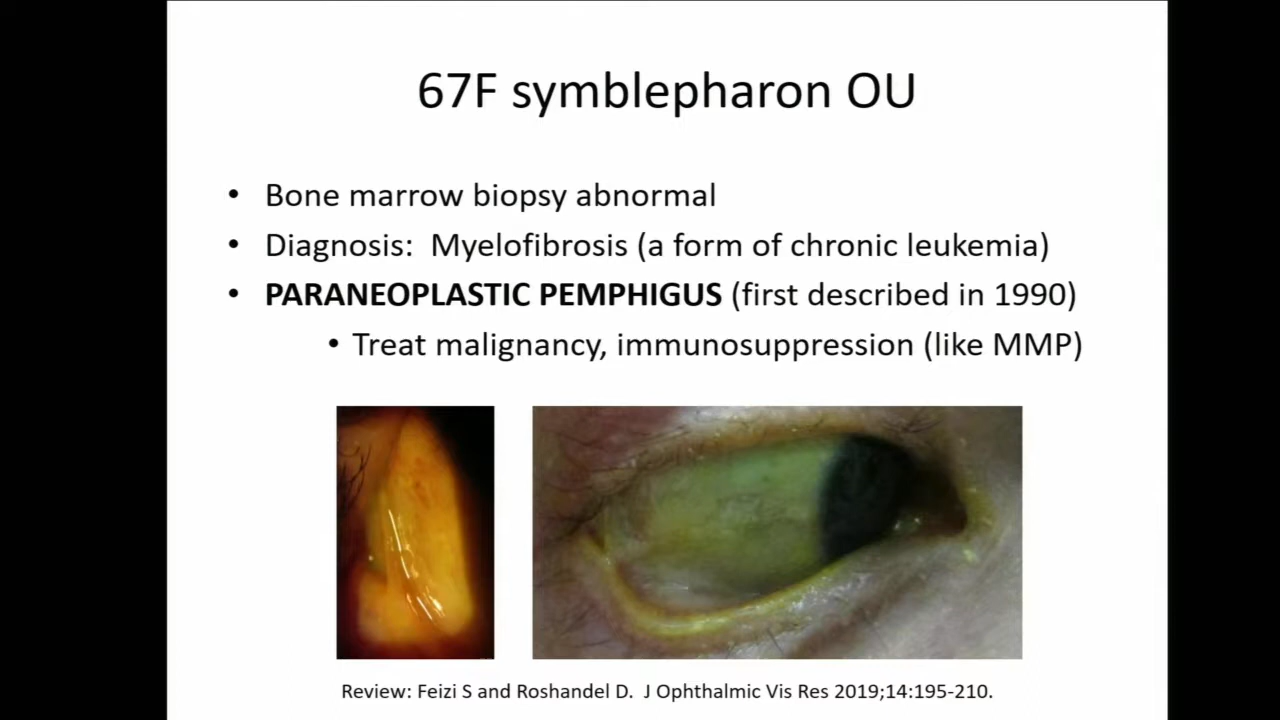 67F symblepharon OU
• Bone marrow biopsy abnormal
• Diagnosis: Myelofibrosis (a form of chronic leukemia)
• PARANEOPLASTIC PEMPHIGUS (first described in 1990)
• Treat malignancy, immunosuppression (like MMP)
Review: Feizi S and Roshandel D. J Ophthalmic Vis Res 2019;14:195-210.